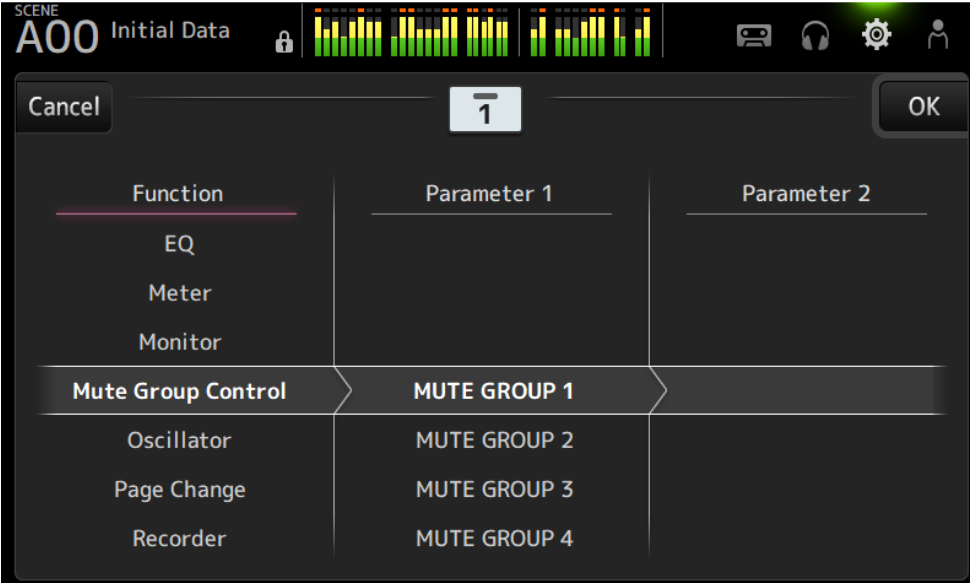 SCENE
A00 Initial Data
Cancel
1
OK
Function Parameter 1 Parameter 2
EQ
Meter
Monitor
Mute Group Control MUTE GROUP 1
Oscillator MUTE GROUP 2
Page Change MUTE GROUP 3
Recorder MUTE GROUP 4